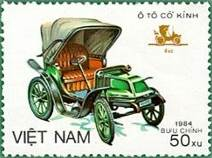 Ô TÔ CỔ KÍNH
1984
BƯU CHÍNH
VIỆT NAM
50XU